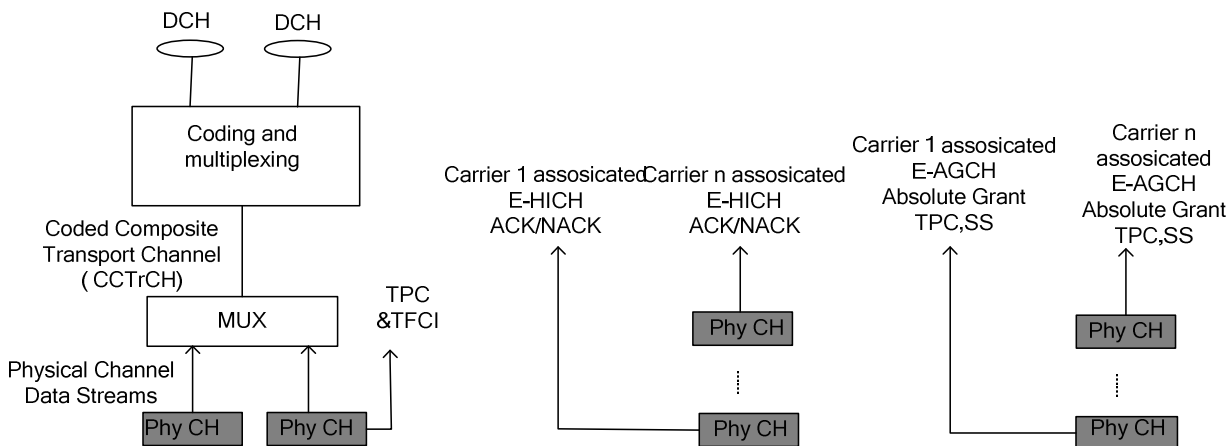 DCH
DCH
Coding and
multiplexing
Coded Composite
Transport Channel
( CCTrCH)
MUX
TPC
&TFCI
Physical Channel
Data Streams
Phy CH
Phy CH
Carrier 1 assosicated
E-HICH
ACK/NACK
Carrier n assosicated
E-HICH
ACK/NACK
Phy CH
Phy CH
Carrier 1 assosicated
E-AGCH
Absolute Grant
TPC,SS
Carrier n
assosicated
E-AGCH
Absolute Grant
TPC,SS
Phy CH
Phy CH